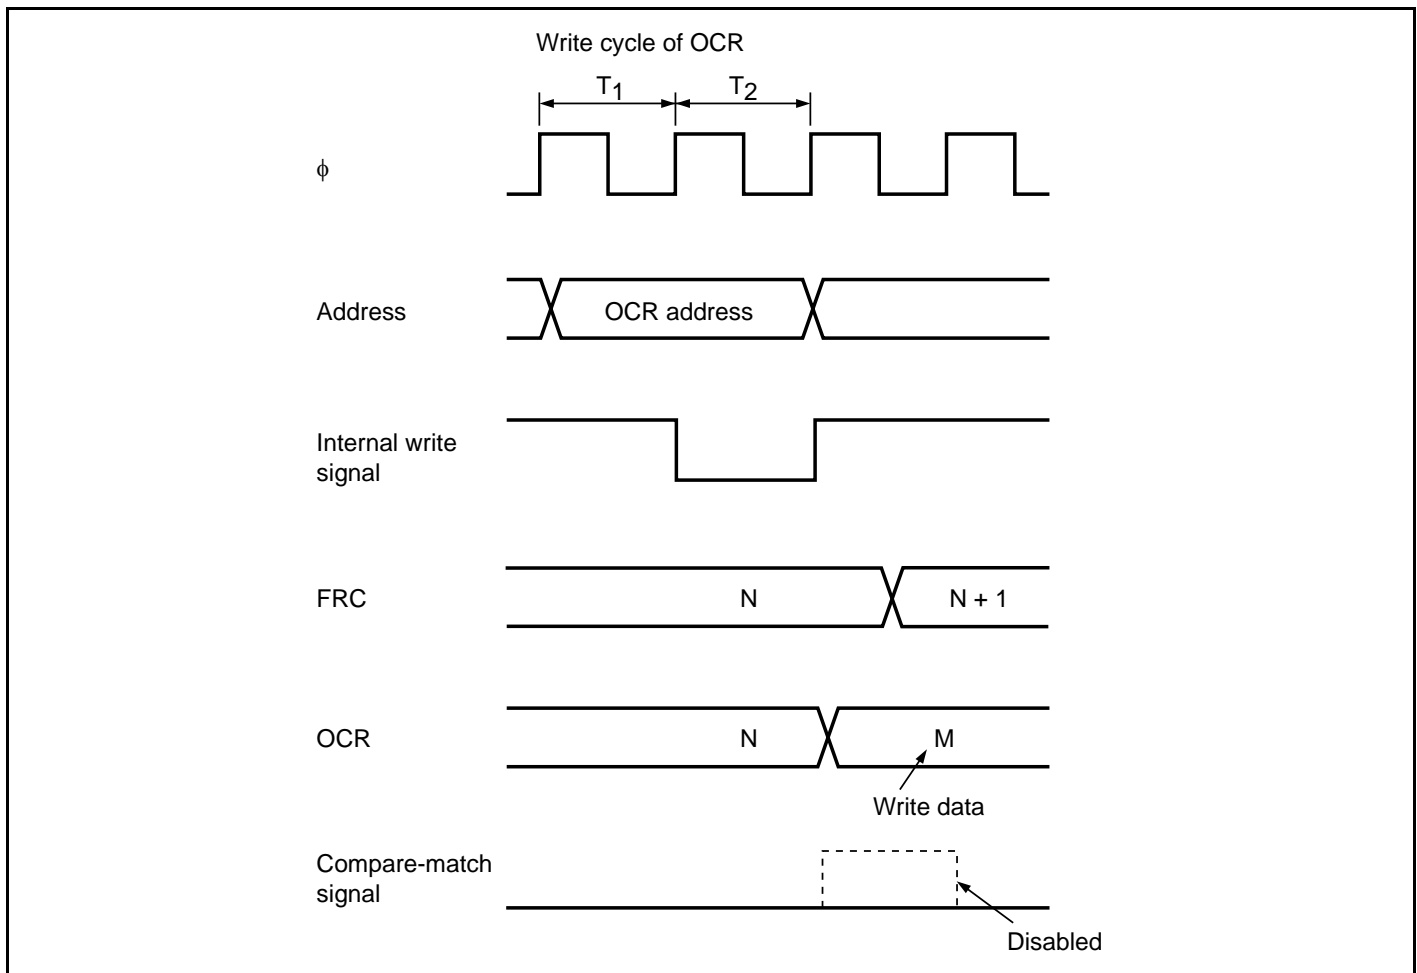 Write cycle of OCR
T1 T2
ϕ
Address
OCR address
Internal write
signal
FRC
N
N + 1
OCR
N
M
Write data
Compare-match
signal
Disabled